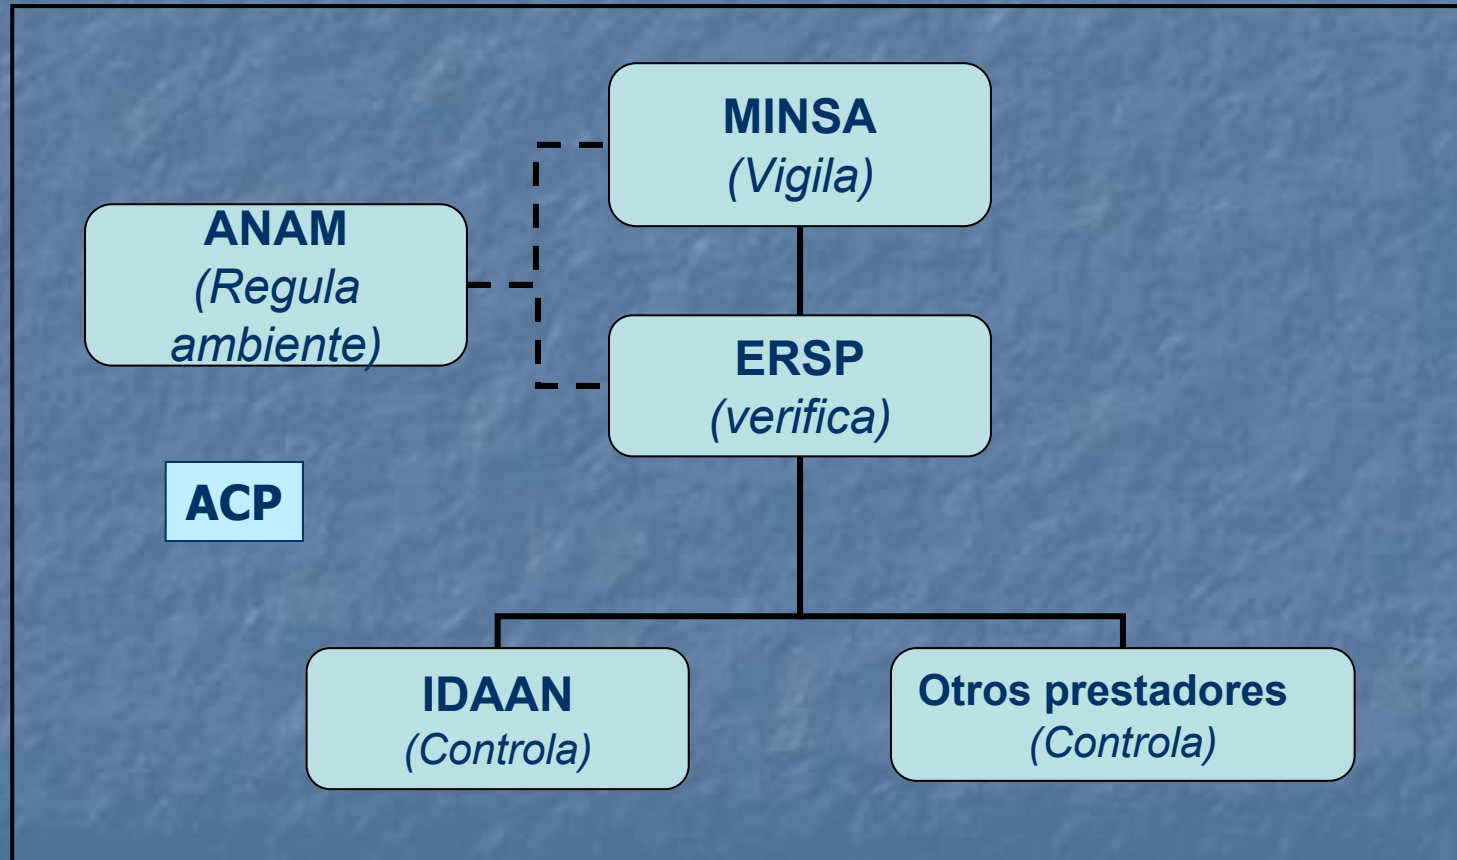 MINSA
(Vigila)
ANAM
(Regula
ambiente)
ERSP
(verifica)
ACP
IDAAN
(Controla)
Otros prestadores
(Controla)